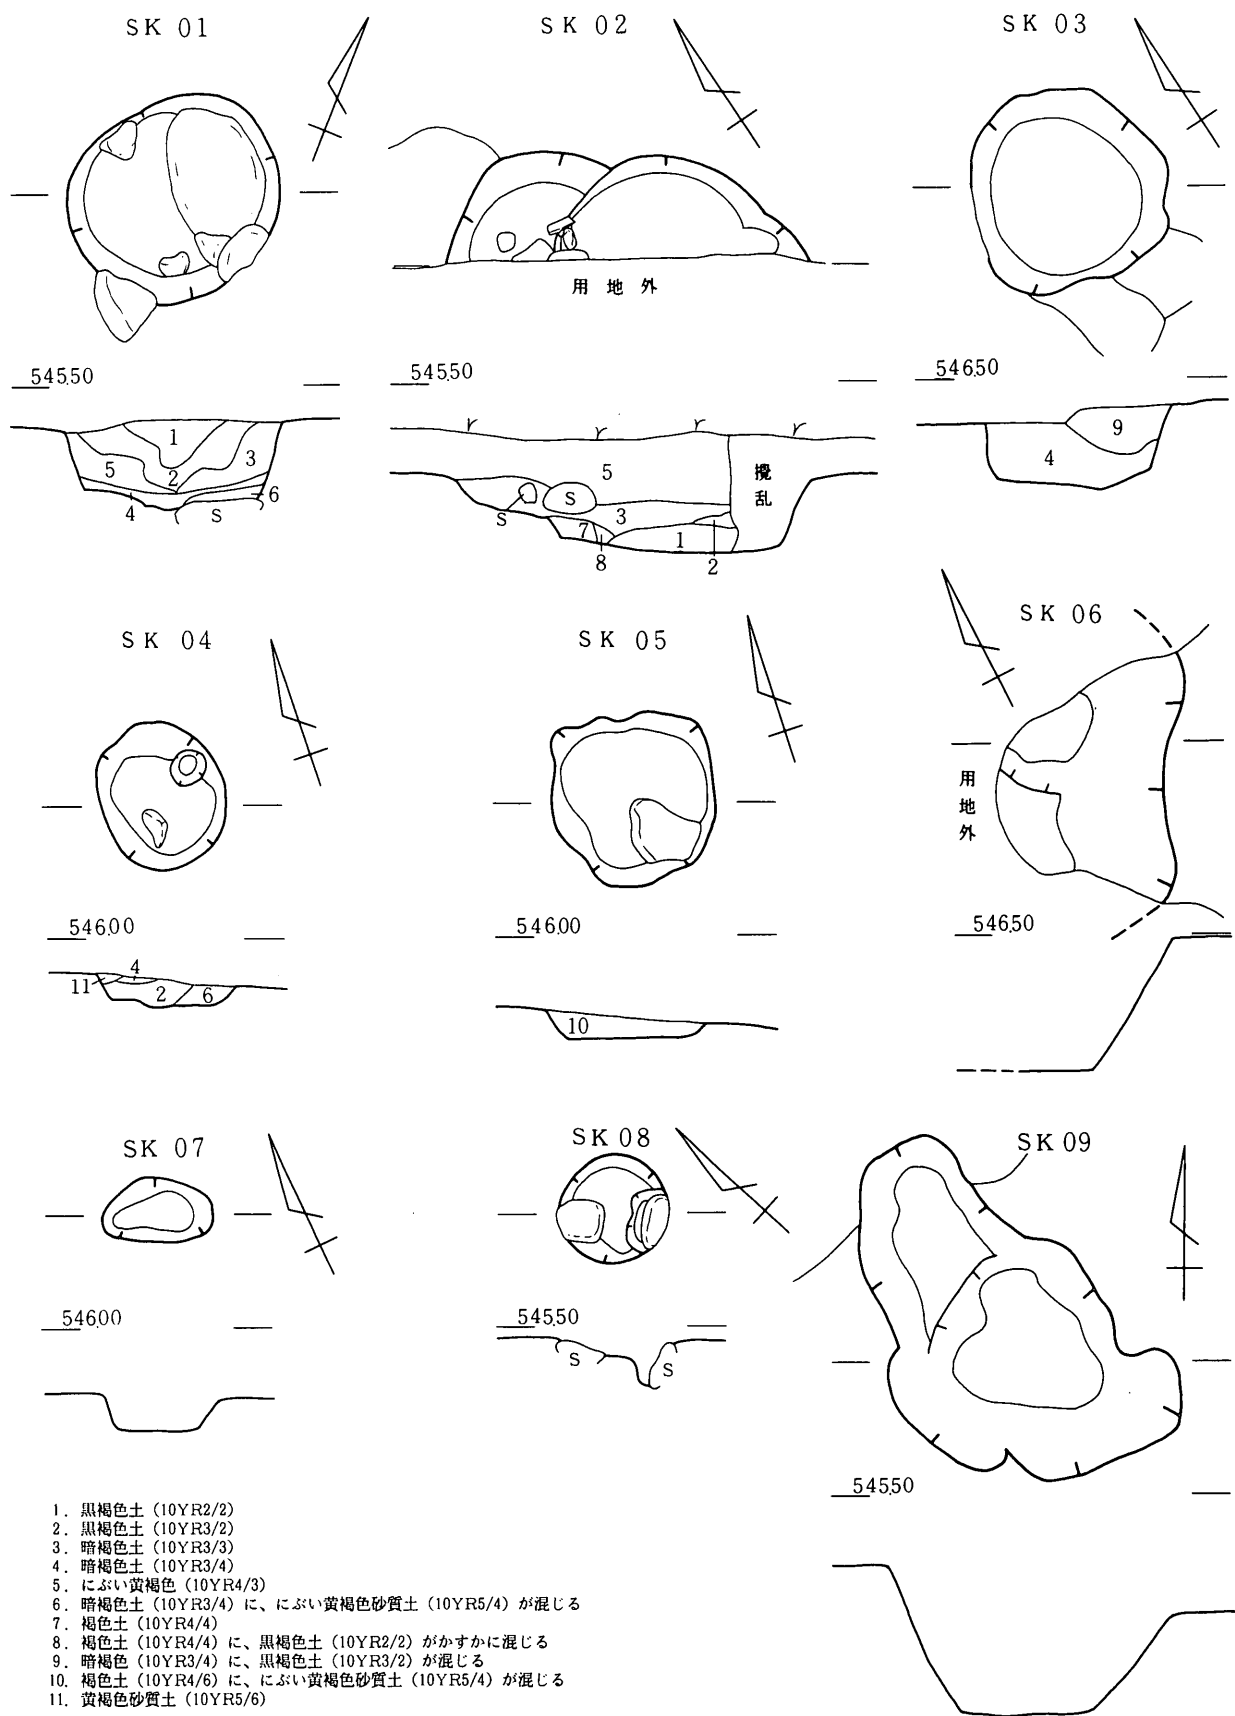 SK 01
SK 02
SK 03
用地外
545.50
1
2
3
5
4
6
S
545.50
r
r
r
r
5
攪乱
S
S
3
7
8
1
2
546.50
9
4
SK 04
SK 05
SK 06
用地外
546.00
4
11
2
6
546.00
10
546.50
SK 07
SK 08
SK 09
546.00
545.50
S
S
545.50
1. 黒褐色土 (10YR2/2)
2. 黒褐色土 (10YR3/2)
3. 暗褐色土 (10YR3/3)
4. 暗褐色土 (10YR3/4)
5. にぶい黄褐色 (10YR4/3)
6. 暗褐色土 (10YR3/4) に、にぶい黄褐色砂質土 (10YR5/4) が混じる
7. 褐色土 (10YR4/4)
8. 褐色土 (10YR4/4) に、黒褐色土 (10YR2/2) がかすかに混じる
9. 暗褐色 (10YR3/4) に、黒褐色土 (10YR3/2) が混じる
10. 褐色土 (10YR4/6) に、にぶい黄褐色砂質土 (10YR5/4) が混じる
11. 黄褐色砂質土 (10YR5/6)